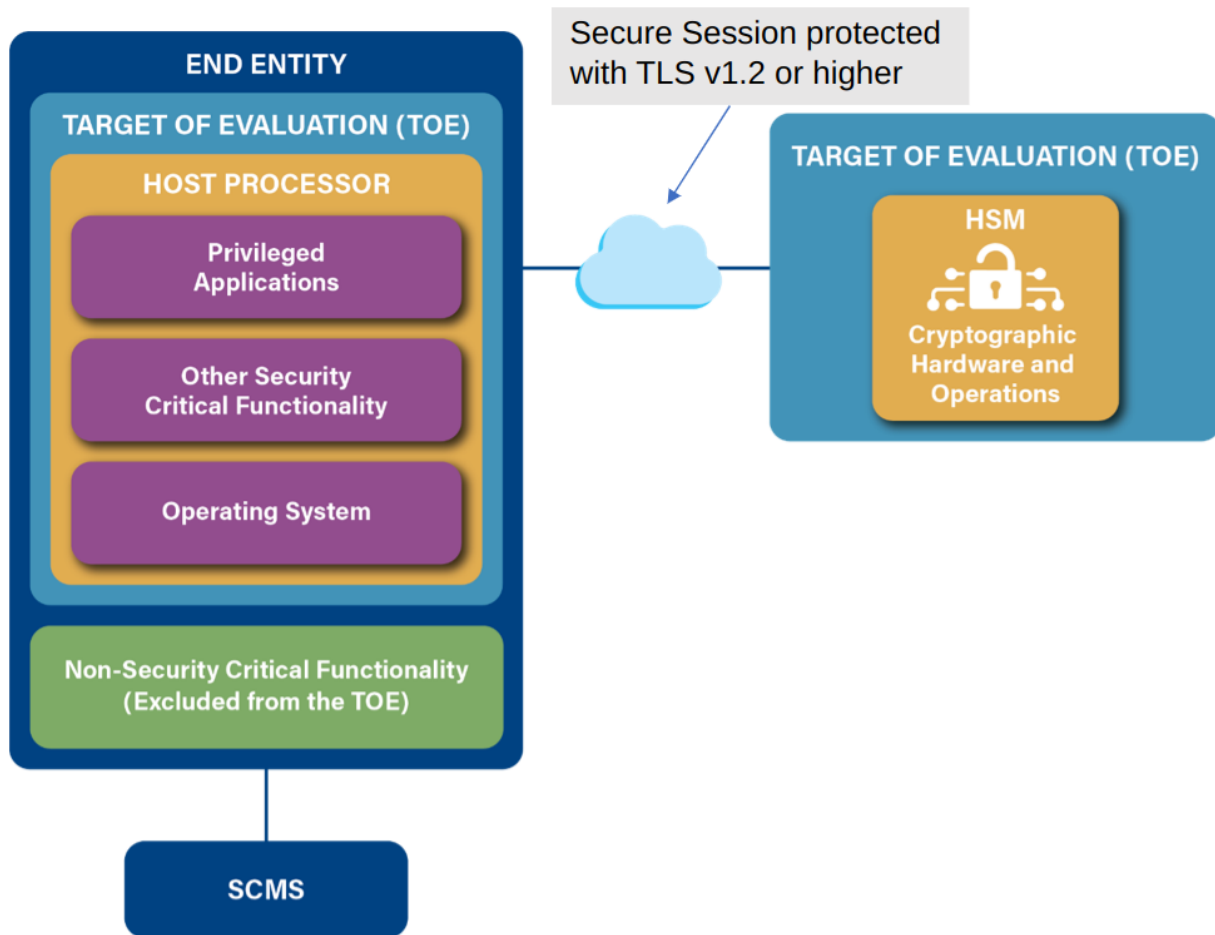 Secure Session protected
with TLS v1.2 or higher
END ENTITY
TARGET OF EVALUATION (TOE)
HOST PROCESSOR
Privileged
Applications
Other Security
Critical Functionality
Operating System
Non-Security Critical Functionality
(Excluded from the TOE)
SCMS
TARGET OF EVALUATION (TOE)
HSM
Cryptographic
Hardware and
Operations